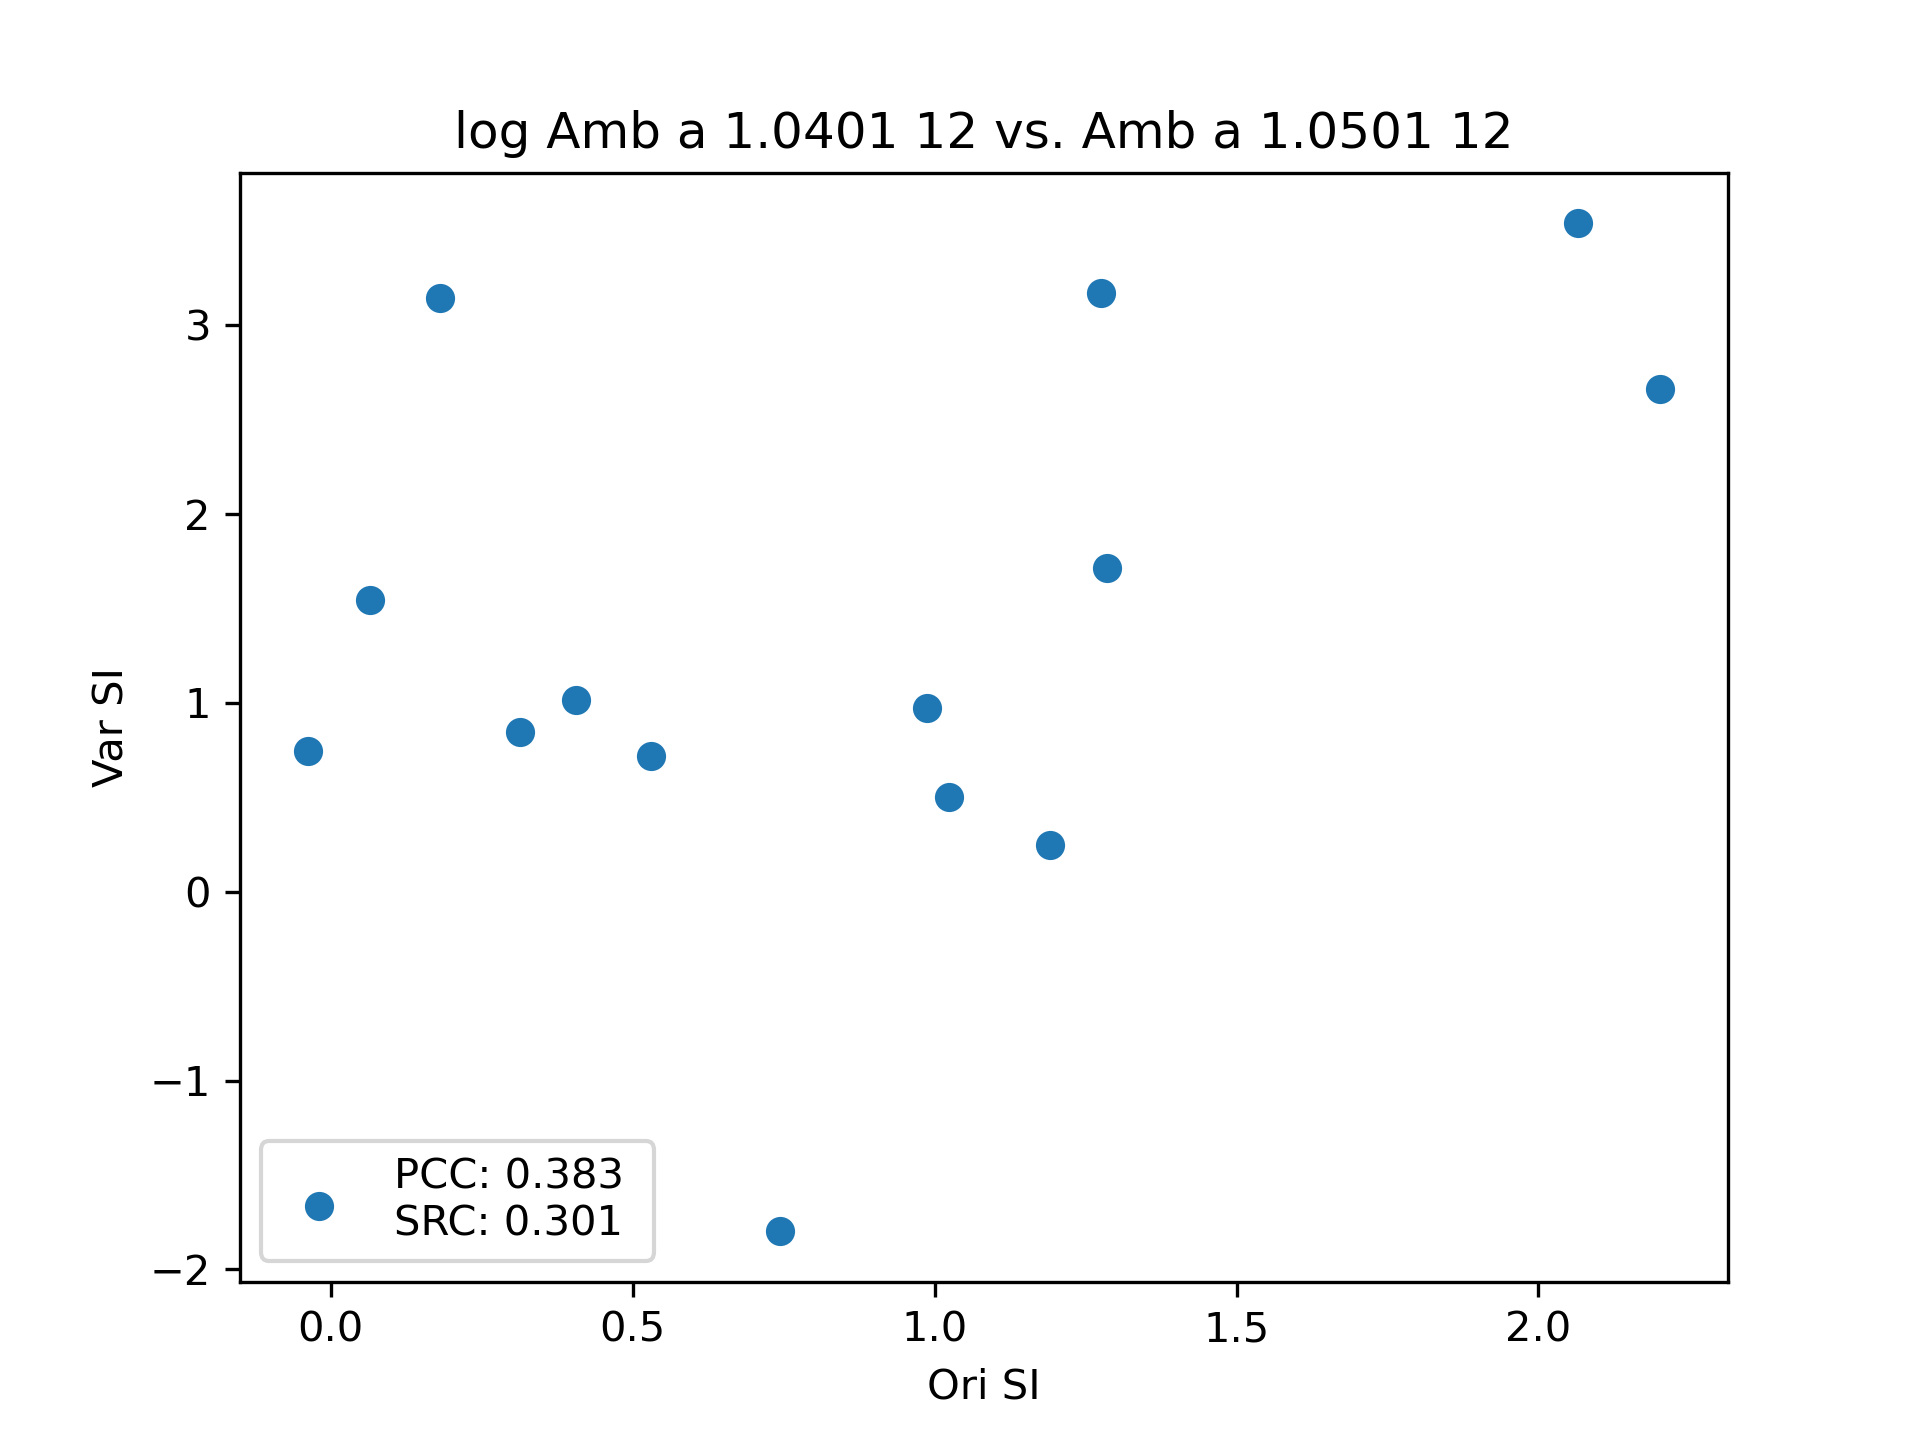 log Amb a 1.0401 12 vs. Amb a 1.0501 12
3
2
1
0
−1
−2
Var SI
PCC: 0.383
SRC: 0.301
0.0 0.5 1.0 1.5 2.0
Ori SI